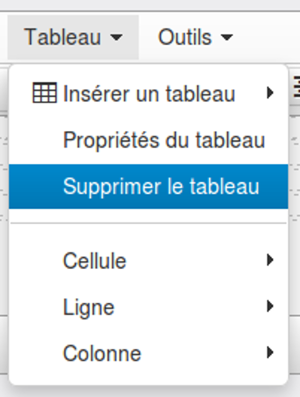 Tableau Outils
Insérer un tableau
Propriétés du tableau
Supprimer le tableau
Cellule
Ligne
Colonne